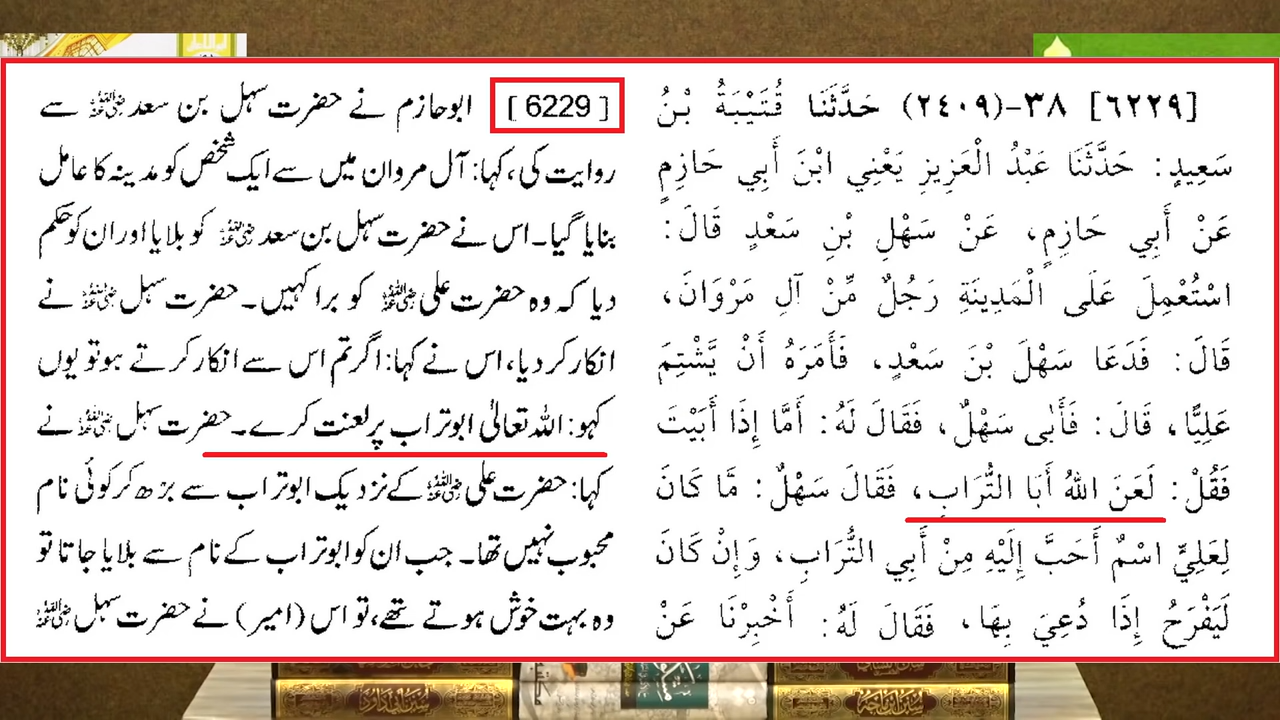 [٦٢٢٩] ٣٨-(٢٤٠٩) حَدَّثَنَا قُتَيْبَةُ بْنُ
سَعِيدٍ: حَدَّثَنَا عَبْدُ الْعَزِيزِ يَعْنِي ابْنَ أَبِي حَازِمٍ
عَنْ أَبِي حَازِمٍ، عَنْ سَهْلِ بْنِ سَعْدٍ قَالَ:
اسْتُعْمِلَ عَلَى الْمَدِينَةِ رَجُلٌ مِّنْ آلِ مَرْوَانَ،
قَالَ: فَدَعَا سَهْلَ بْنَ سَعْدٍ، فَأَمَرَهُ أَنْ يَّشْتِمَ
عَلِيًّا، قَالَ: فَأَبٰى سَهْلٌ، فَقَالَ لَهُ: أَمَّا إِذَا أَبَيْتَ
فَقُلْ: لَعَنَ اللهُ أَبَا التُّرَابِ، فَقَالَ سَهْلٌ: مَّا كَانَ
لِعَلِيٍّ اسْمٌ أَحَبَّ إِلَيْهِ مِنْ أَبِي التُّرَابِ، وَإِنْ كَانَ
لَيَفْرَحُ إِذَا دُعِيَ بِهَا، فَقَالَ لَهُ: أَخْبِرْنَا عَنْ
[6229] ابوحازم نے حضرت سہل بن سعد رضی اللہ عنہ سے
روایت کی، کہا: آل مروان میں سے ایک شخص کو مدینہ کا عامل
بنایا گیا۔ اس نے حضرت سہل بن سعد رضی اللہ عنہ کو بلایا اور ان کو حکم
دیا کہ وہ حضرت علی رضی اللہ عنہ کو برا کہیں۔ حضرت سہل رضی اللہ عنہ نے
انکار کر دیا، اس نے کہا: اگر تم اس سے انکار کرتے ہو تو یوں
کہو: اللہ تعالیٰ ابوتراب پر لعنت کرے۔ حضرت سہل رضی اللہ عنہ نے
کہا: حضرت علی رضی اللہ عنہ کے نزدیک ابوتراب سے بڑھ کر کوئی نام
محبوب نہیں تھا۔ جب ان کو ابوتراب کے نام سے بلایا جاتا تو
وہ بہت خوش ہوتے تھے، تو اس (امیر) نے حضرت سہل رضی اللہ عنہ
سنن ابی داود
سنن ابن ماجه